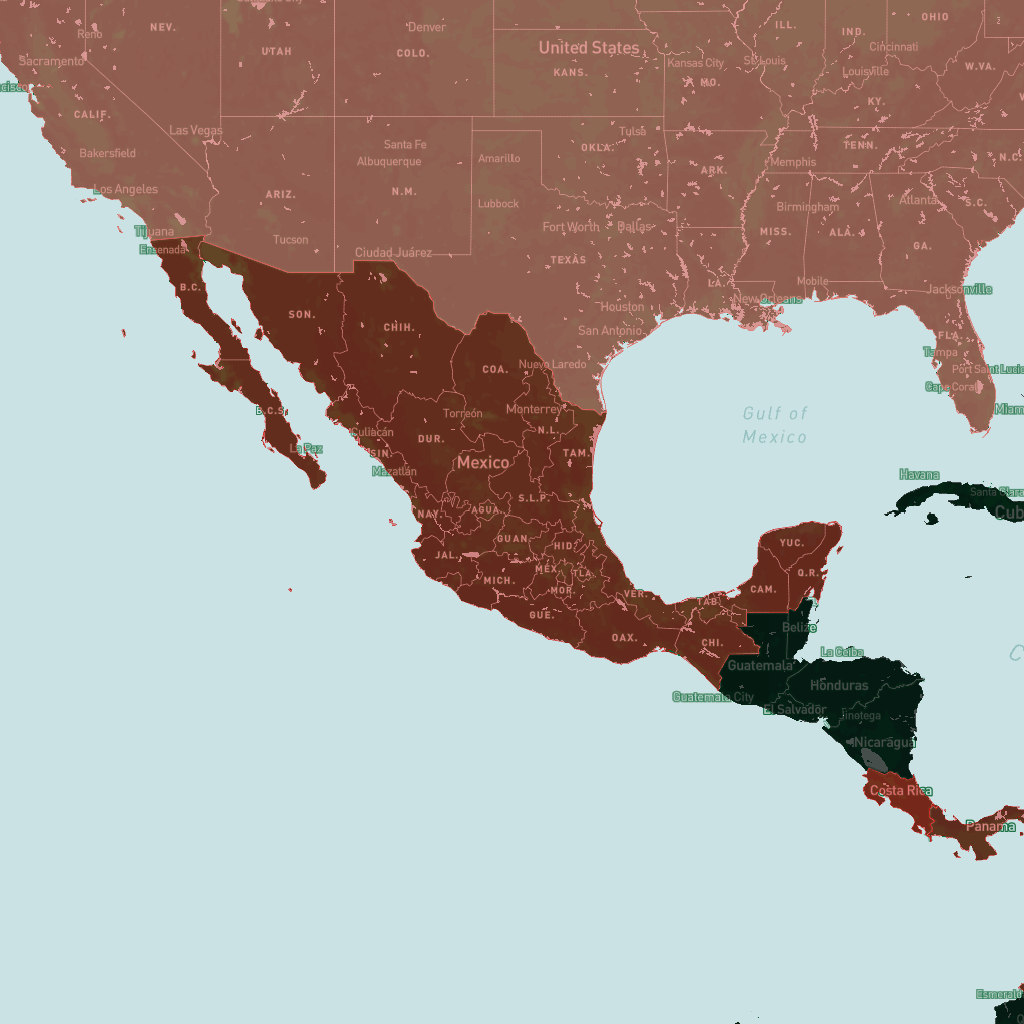 NEV.
Reno
Sacramento
cisco
UTAH
Denver
COLO.
United States
KANS.
Kansas City
MO.
ILL.
St. Louis
IND.
OHIO
Cincinnati
Louisville
W.VA.
KY.
CALIF.
Las Vegas
Bakersfield
Los Angeles
ARIZ.
Tucson
Santa Fe
Albuquerque
N.M.
Amarillo
Lubbock
Tulsa
OKLA.
ARK.
TENN.
Memphis
N.C.
Birmingham
Atlanta
S.C.
MISS.
ALA.
GA.
Fort Worth
Dallas
TEXAS
LA.
Mobile
New Orleans
Jacksonville
Houston
San Antonio
Nuevo Laredo
FLA.
Tampa
Port Saint Lucie
Cape Coral
Miami
Tijuana
Ensenada
Ciudad Juárez
B.C.
SON.
CHIH.
COA.
B.C.S.
La Paz
Culiacán
SIN.
Mazatlán
DUR.
Torreón
Monterrey
N.L.
TAM.
Mexico
S.L.P.
Gulf of
Mexico
Havana
Santa Clara
Cub
NAY.
AGUA.
GUAN.
HID.
JAL.
MICH.
MEX.
TLA.
MOR.
VER.
GUE.
OAX.
TAB.
CHI.
CAM.
YUC.
Q.R.
Belize
Guatemala
Guatemala City
La Ceiba
Honduras
El Salvador
Jinotega
Nicaragua
Costa Rica
Panama
C
Esmeral